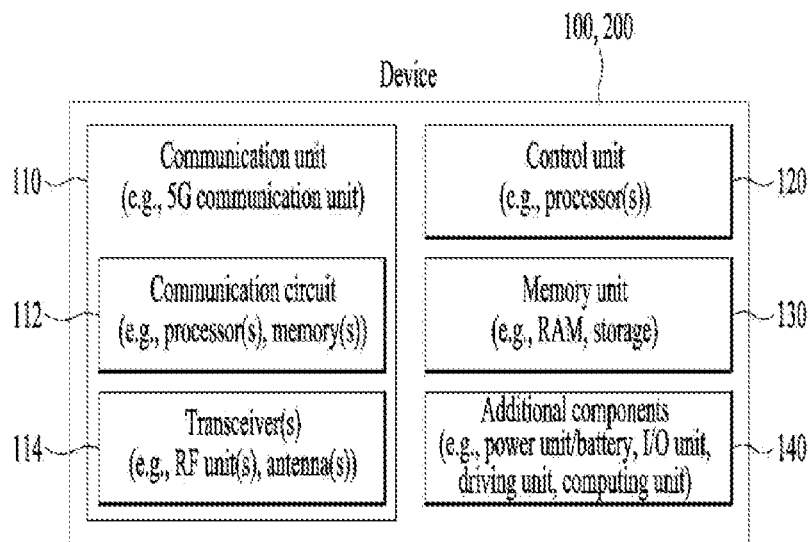 100, 200
Device
110
Communication unit
(e.g., 5G communication unit)
112
Communication circuit
(e.g., processor(s), memory(s))
114
Transceiver(s)
(e.g., RF unit(s), antenna(s))
Control unit
(e.g., processor(s))
120
Memory unit
(e.g., RAM, storage)
130
Additional components
(e.g., power unit/battery, I/O unit,
driving unit, computing unit)
140